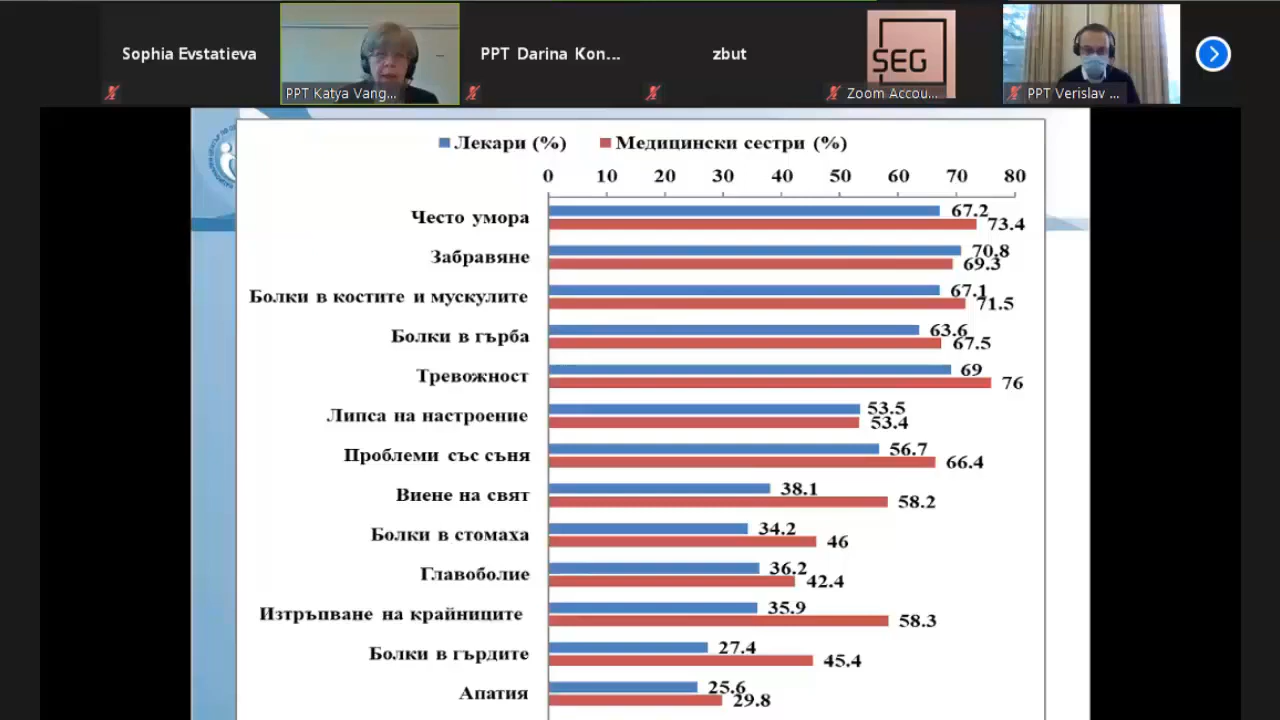 Sophia Evstatieva
PPT Katya Vang...
PPT Darina Kon...
zbut
SEG
Zoom Accou...
PPT Verislav ...
Лекари (%) Медицински сестри (%)
0 10 20 30 40 50 60 70 80
Често умора 67.2 73.4
Забравяне 70.8 69.3
Болки в костите и мускулите 67.1 71.5
Болки в гърба 63.6 67.5
Тревожност 69 76
Липса на настроение 53.5 53.4
Проблеми със съня 56.7 66.4
Виене на свят 38.1 58.2
Болки в стомаха 34.2 46
Главоболие 36.2 42.4
Изтръпване на крайниците 35.9 58.3
Болки в гърдите 27.4 45.4
Апатия 25.6 29.8